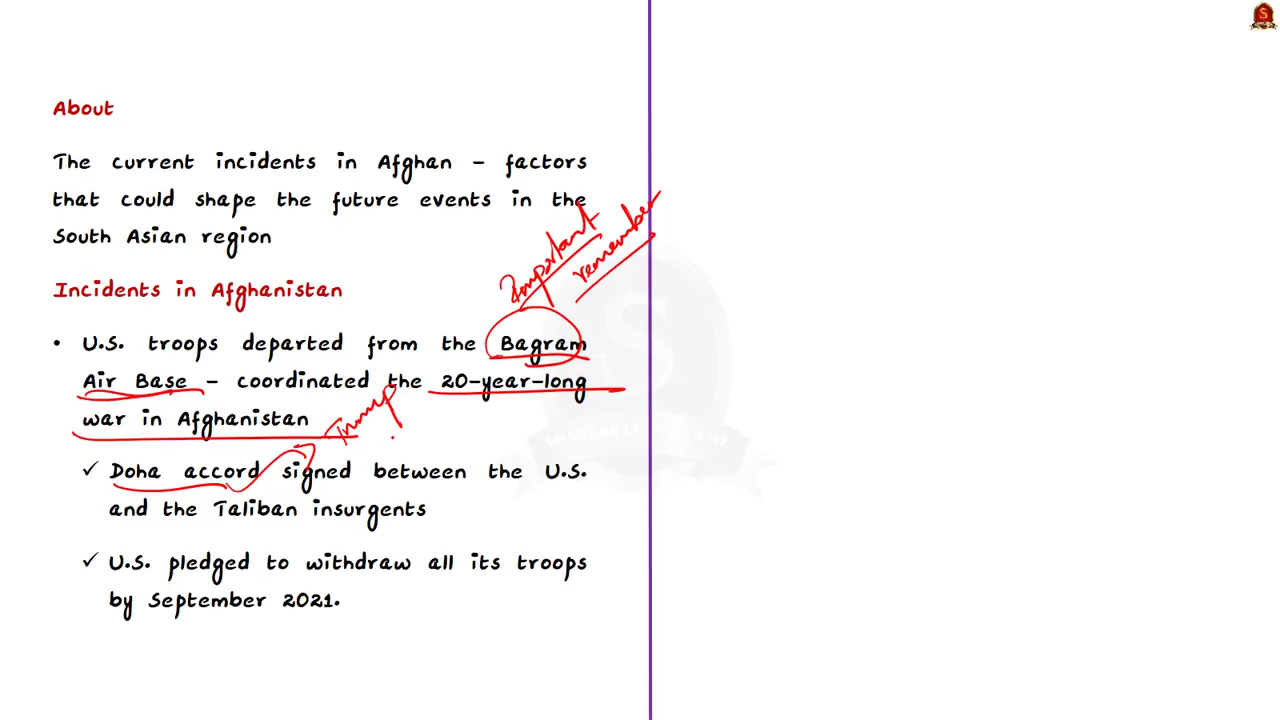 About
The current incidents in Afghan – factors
that could shape the future events in the
South Asian region
Important
remember
Incidents in Afghanistan
• U.S. troops departed from the Bagram
Air Base – coordinated the 20-year-long
war in Afghanistan
Trump
✓ Doha accord signed between the U.S.
and the Taliban insurgents
✓ U.S. pledged to withdraw all its troops
by September 2021.
S